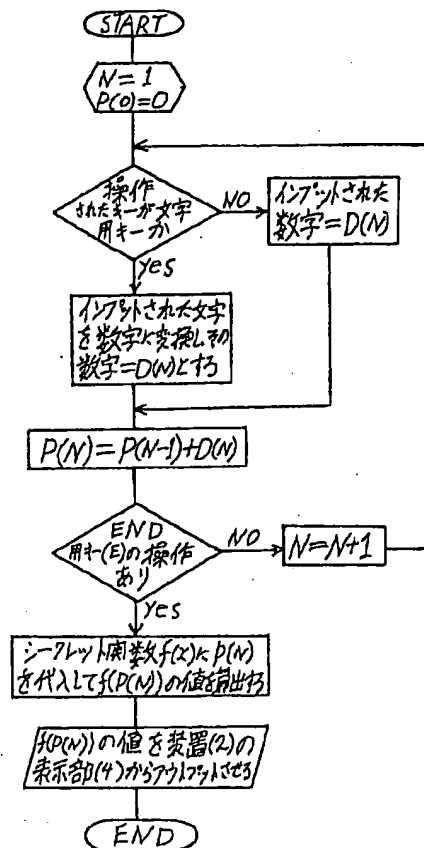 START
N=1
P(0)=0
操作
されたキーが文字
用キーか
NO
インプットされた
数字=D(N)
yes
インプットされた文字
を数字に変換しその
数字=D(N)とする
P(N)=P(N-1)+D(N)
END
用キー(E)の操作
あり
NO
N=N+1
yes
シークレット関数f(x)にP(N)
を代入してf(P(N))の値を算出する
f(P(N))の値を装置(2)の
表示部(4)からアウトプットさせる
END